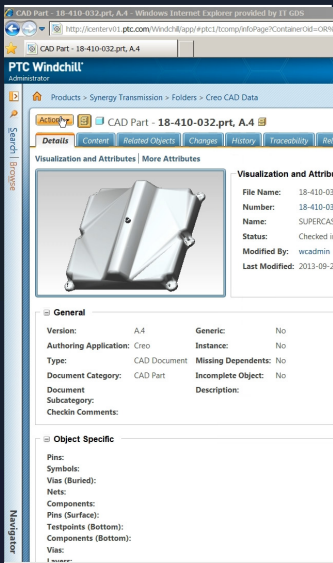 CAD Part - 18-410-032.prt, A.4 - Windows Internet Explorer provided by IT GDS
http://icenterv01.ptc.com/Windchill/app/#ptc1/tcomp/infoPage?ContainerOid=OR%
CAD Part - 18-410-032.prt, A.4
PTC Windchill
Administrator
Search | Browse
Products > Synergy Transmission > Folders > Creo CAD Data
Actions CAD Part - 18-410-032.prt, A.4
Details Content Related Objects Changes History Traceability Rel
Visualization and Attributes | More Attributes
Visualization and Attribu
File Name: 18-410-03
Number: 18-410-03
Name: SUPERCAS
Status: Checked i
Modified By: wcadmin
Last Modified: 2013-09-2
General
Version: A.4 Generic: No
Authoring Application: Creo Instance: No
Type: CAD Document Missing Dependents: No
Document Category: CAD Part Incomplete Object: No
Document Subcategory: Description:
Checkin Comments:
Object Specific
Pins:
Symbols:
Vias (Buried):
Nets:
Components:
Pins (Surface):
Testpoints (Bottom):
Components (Bottom):
Vias:
Layers:
Navigator